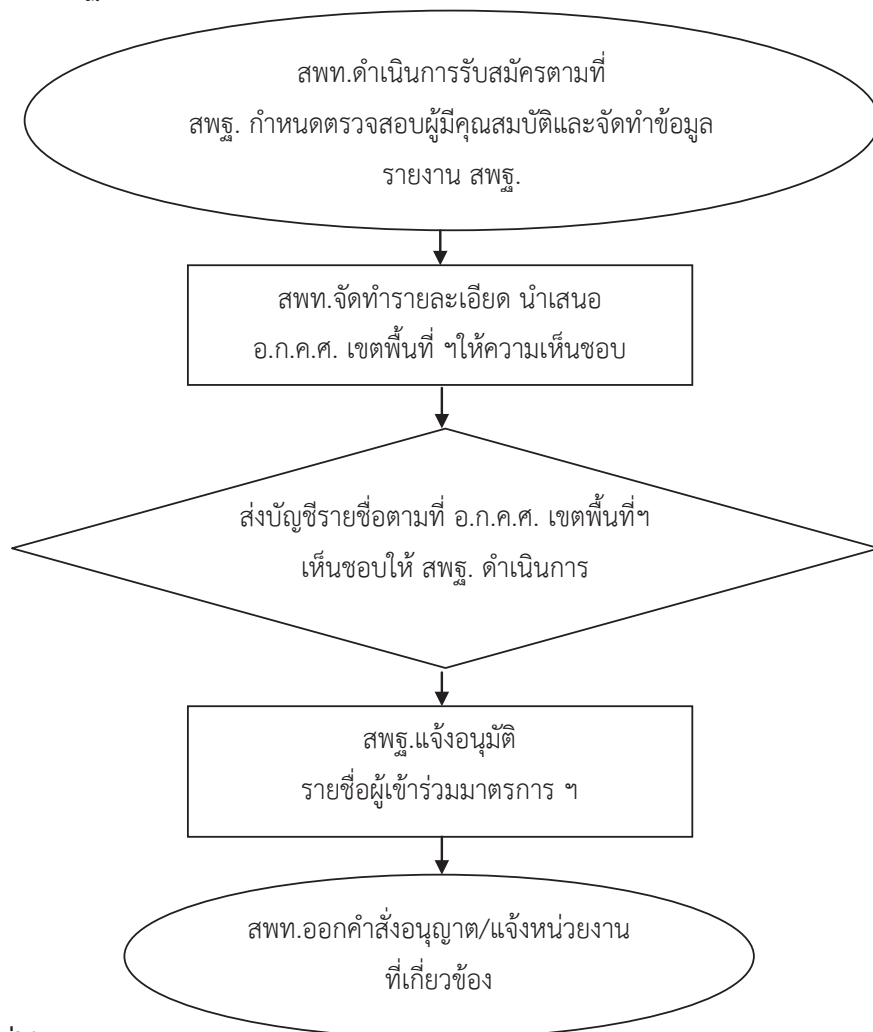 สพท.ดำเนินการรับสมัครตามที่
สพฐ. กำหนดตรวจสอบผู้มีคุณสมบัติและจัดทำข้อมูล
รายงาน สพฐ.
สพท.จัดทำรายละเอียด นำเสนอ
อ.ก.ค.ศ. เขตพื้นที่ ฯให้ความเห็นชอบ
ส่งบัญชีรายชื่อตามที่ อ.ก.ค.ศ. เขตพื้นที่ฯ
เห็นชอบให้ สพฐ. ดำเนินการ
สพฐ.แจ้งอนุมัติ
รายชื่อผู้เข้าร่วมมาตรการ ฯ
สพท.ออกคำสั่งอนุญาต/แจ้งหน่วยงาน
ที่เกี่ยวข้อง